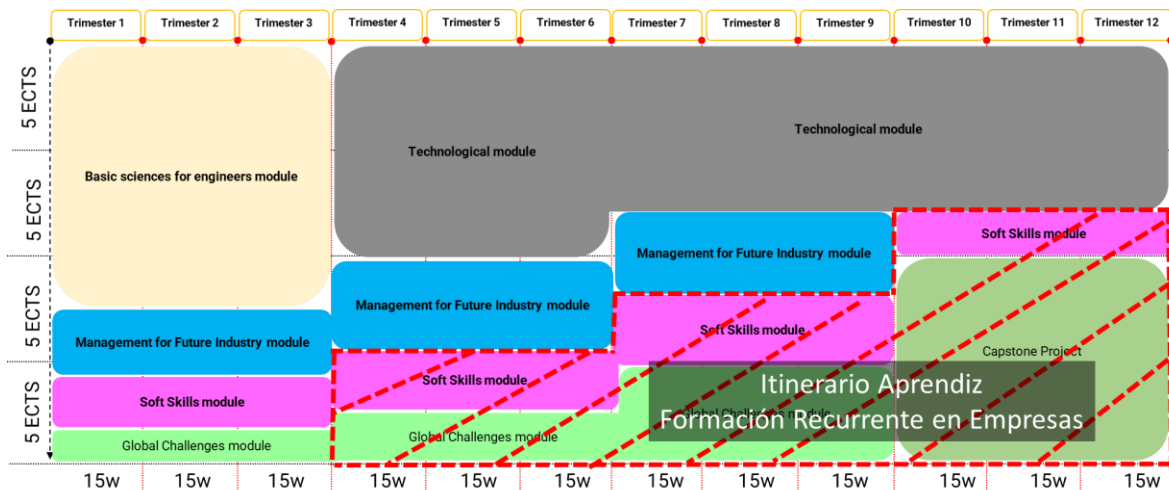 Trimester 1
Trimester 2
Trimester 3
Trimester 4
Trimester 5
Trimester 6
Trimester 7
Trimester 8
Trimester 9
Trimester 10
Trimester 11
Trimester 12
5 ECTS
5 ECTS
5 ECTS
5 ECTS
Basic sciences for engineers module
Technological module
Technological module
Management for Future Industry module
Management for Future Industry module
Management for Future Industry module
Soft Skills module
Soft Skills module
Soft Skills module
Soft Skills module
Global Challenges module
Global Challenges module
Global Challenges module
Capstone Project
Itinerario Aprendiz
Formación Recurrente en Empresas
15w
15w
15w
15w
15w
15w
15w
15w
15w
15w
15w
15w